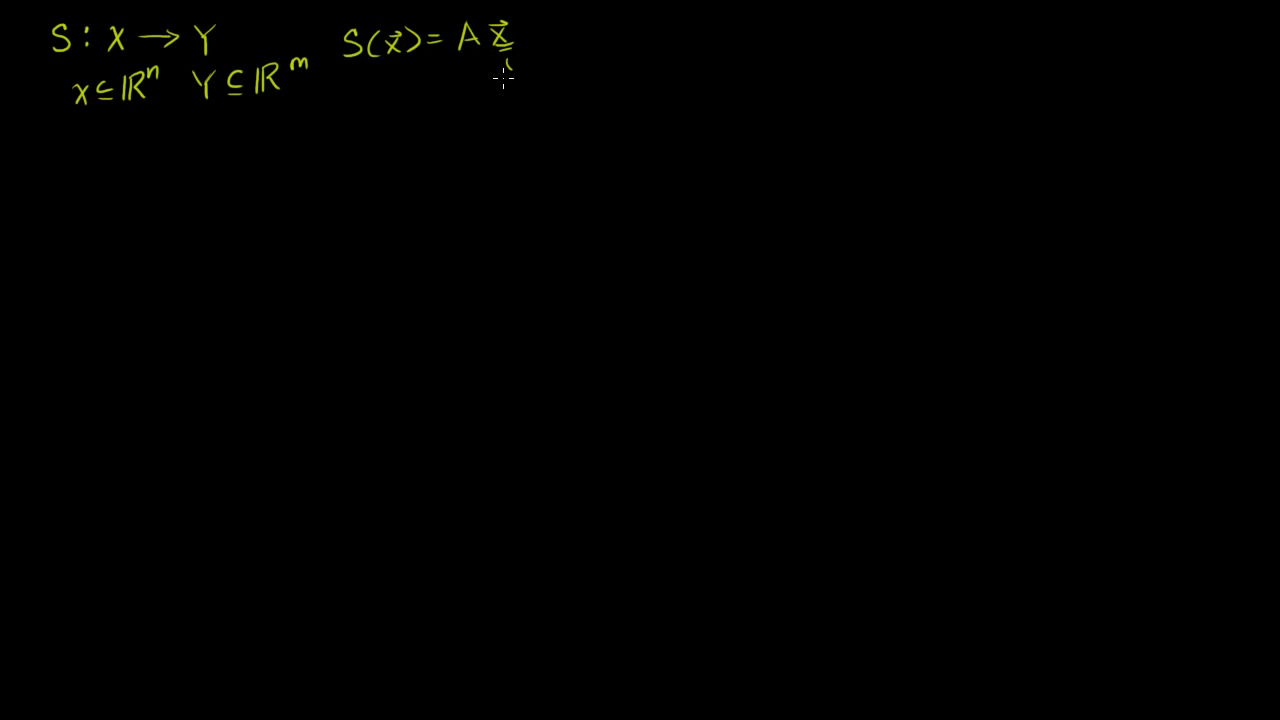 S : X → Y S(x⃗) = A x⃗
X ⊆ ℝⁿ Y ⊆ ℝᵐ